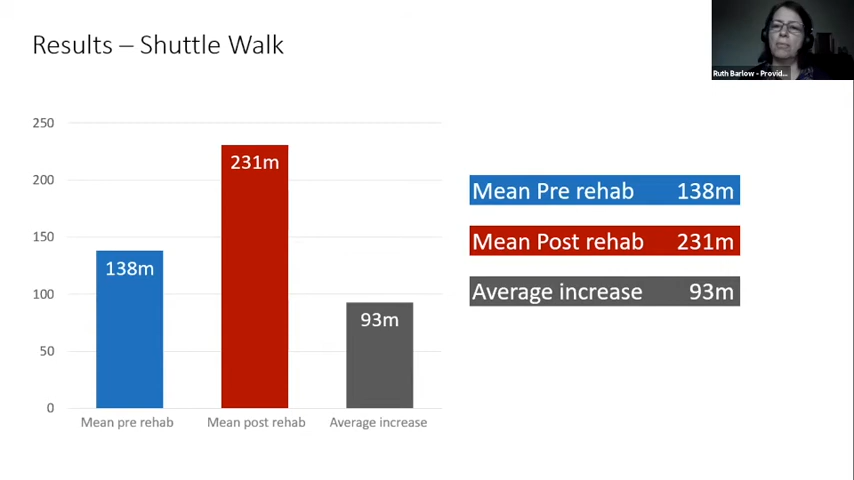 Results – Shuttle Walk
Ruth Barlow - Provid...
250
200
150
100
50
0
231m
138m
93m
Mean pre rehab
Mean post rehab
Average increase
Mean Pre rehab 138m
Mean Post rehab 231m
Average increase 93m